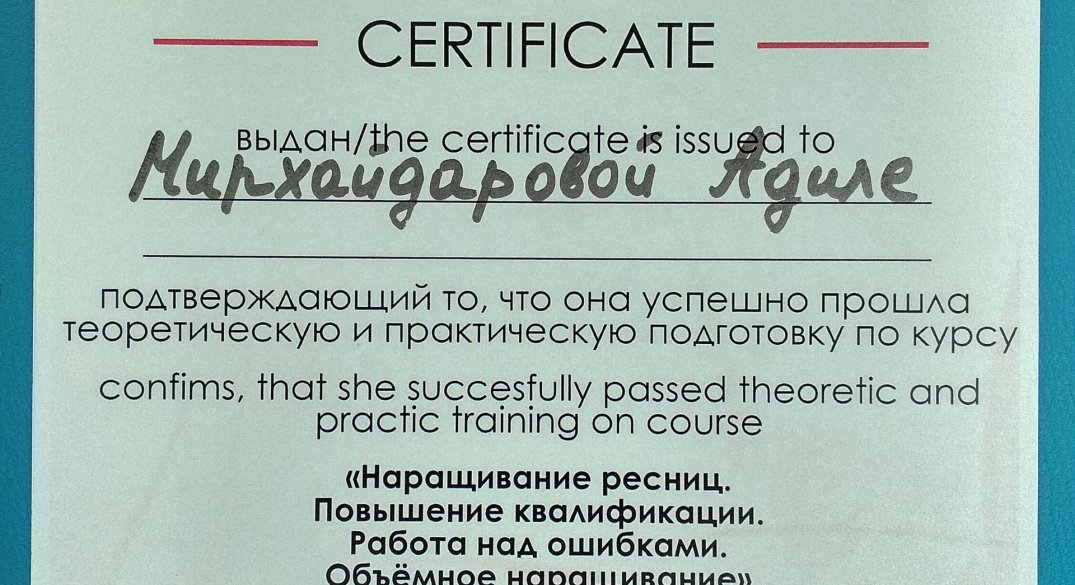 CERTIFICATE
выдан/the certificate is issued to
Мирхайдаровой Адиле
подтверждающий то, что она успешно прошла
теоретическую и практическую подготовку по курсу
confims, that she succesfully passed theoretic and
practic training on course
«Наращивание ресниц.
Повышение квалификации.
Работа над ошибками.
Объёмное наращивание»